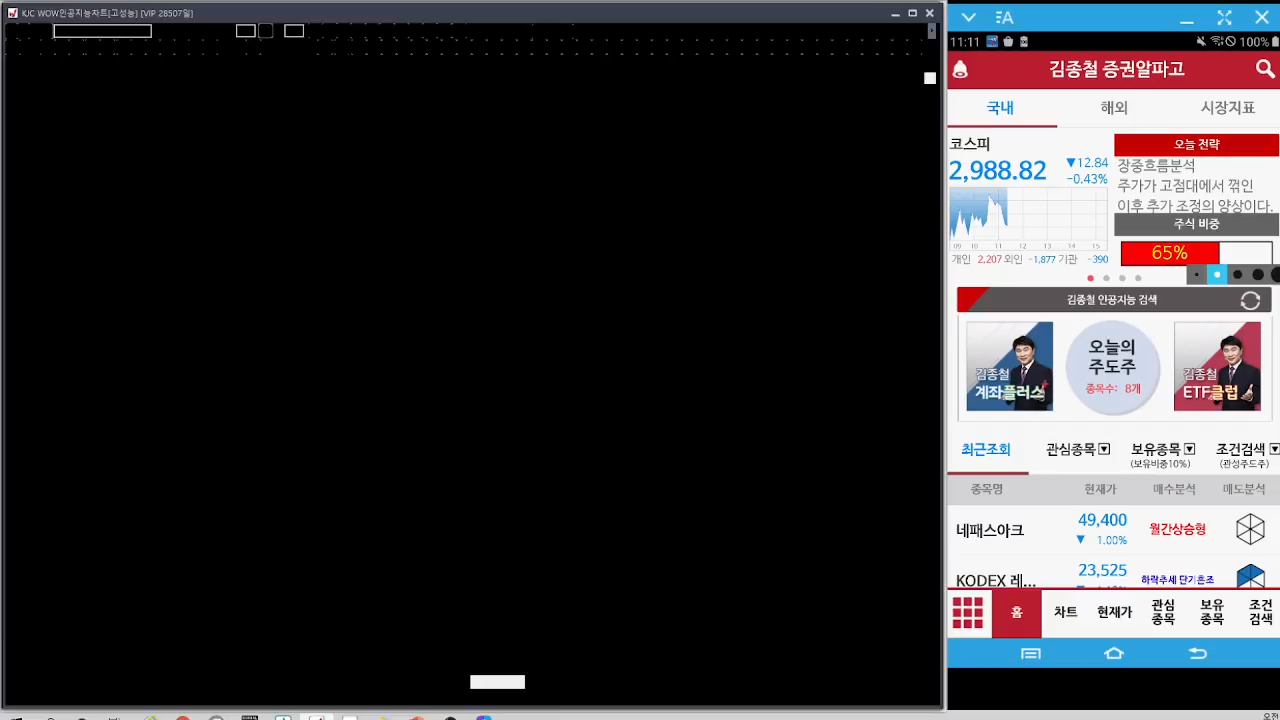 KJC WOW인공지능차트[고성능] [VIP 28507일]
11:11
100%
김종철 증권알파고
국내 해외 시장지표
코스피
2,988.82
▼12.84
-0.43%
09 10 11 12 13 14 15
개인 2,207 외인 -1,877 기관 -390
오늘 전략
장중흐름분석
주가가 고점대에서 꺾인
이후 추가 조정의 양상이다.
주식 비중
65%
김종철 인공지능 검색
김종철
계좌플러스
오늘의
주도주
종목수: 8개
김종철
ETF클럽
최근조회 관심종목▼ 보유종목▼ 조건검색▼
(보유비중10%) (관성주도주)
종목명 현재가 매수분석 매도분석
네패스아크 49,400 월간상승형
▼ 1.00%
KODEX 레... 23,525 하락추세 단기혼조
홈 차트 현재가 관심종목 보유종목 조건검색
오전